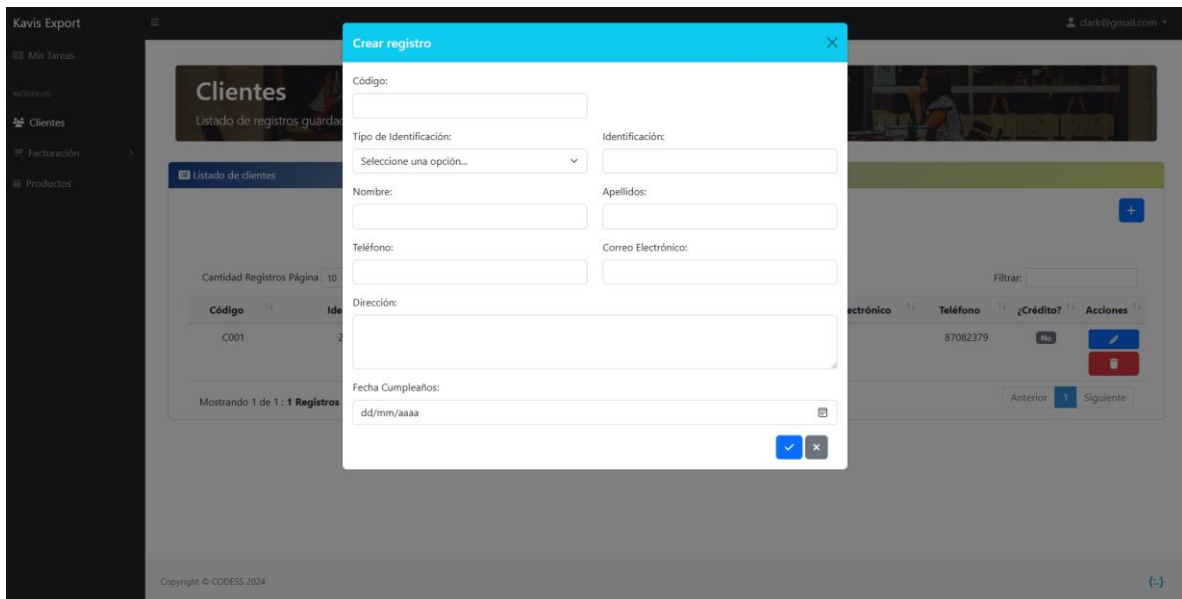 Kavis Export
clark@gmail.com
Mis Tareas
MÓDULOS
Clientes
Facturación
Productos
Clientes
Listado de registros guardad
Listado de clientes
Crear registro
Código:
Tipo de Identificación:
Identificación:
Seleccione una opción...
Nombre:
Apellidos:
Teléfono:
Correo Electrónico:
Dirección:
Fecha Cumpleaños:
dd/mm/aaaa
Cantidad Registros Página 10
Filtrar:
Código Ide ectrónico Teléfono ¿Crédito? Acciones
C001 2 87082379 No
Mostrando 1 de 1 : 1 Registros
Anterior 1 Siguiente
Copyright © CODESS 2024
{::}